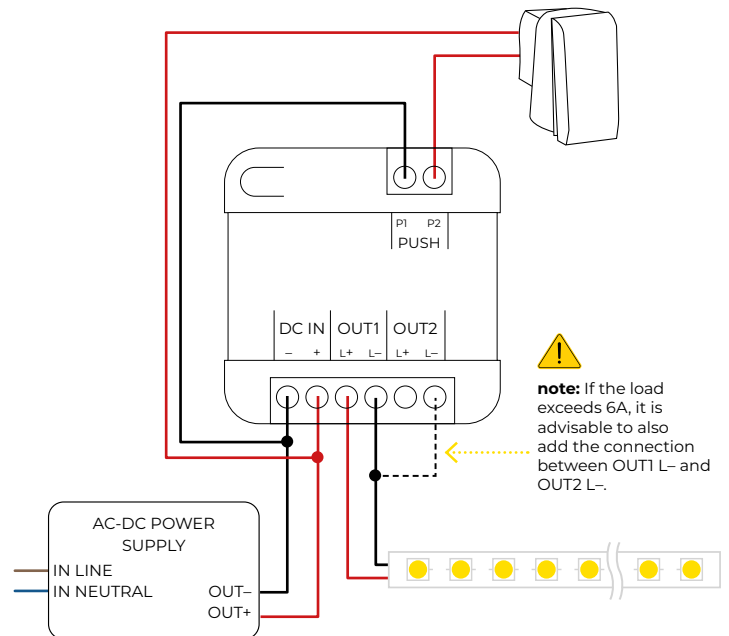 P1 P2
PUSH
DC IN OUT1 OUT2
– + L+ L– L+ L–
note: If the load
exceeds 6A, it is
advisable to also
add the connection
between OUT1 L– and
OUT2 L–.
AC-DC POWER
SUPPLY
IN LINE
IN NEUTRAL
OUT–
OUT+